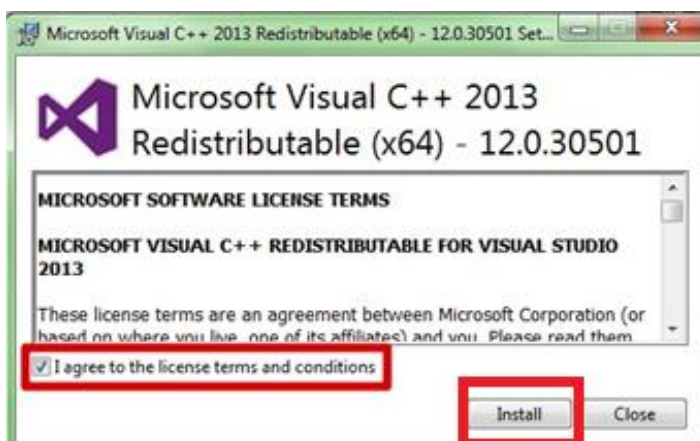 Microsoft Visual C++ 2013 Redistributable (x64) - 12.0.30501 Set...
Microsoft Visual C++ 2013
Redistributable (x64) - 12.0.30501
MICROSOFT SOFTWARE LICENSE TERMS
MICROSOFT VISUAL C++ REDISTRIBUTABLE FOR VISUAL STUDIO
2013
These license terms are an agreement between Microsoft Corporation (or
based on where you live, one of its affiliates) and you. Please read them
I agree to the license terms and conditions
Install Close